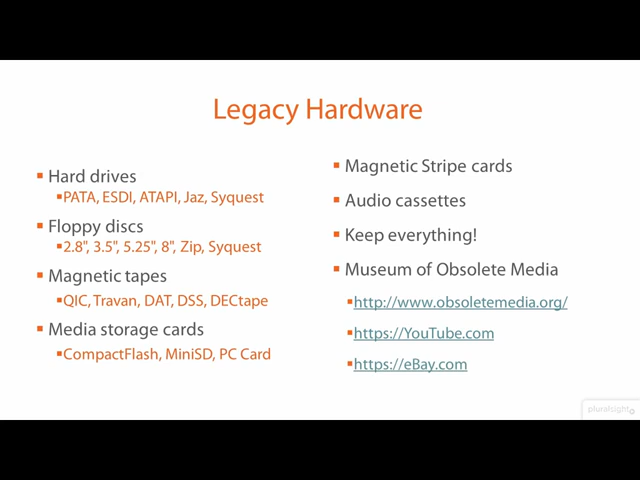 Legacy Hardware
Hard drives
PATA, ESDI, ATAPI, Jaz, Syquest
Floppy discs
2.8", 3.5", 5.25", 8", Zip, Syquest
Magnetic tapes
QIC, Travan, DAT, DSS, DECtape
Media storage cards
CompactFlash, MiniSD, PC Card
Magnetic Stripe cards
Audio cassettes
Keep everything!
Museum of Obsolete Media
http://www.obsoletemedia.org/
https://YouTube.com
https://eBay.com
pluralsight